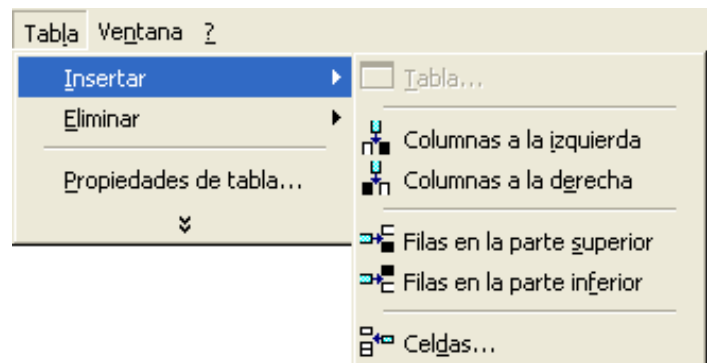 Tabla Ventana ?
Insertar
Eliminar
Propiedades de tabla...
Tabla...
Columnas a la izquierda
Columnas a la derecha
Filas en la parte superior
Filas en la parte inferior
Celdas...